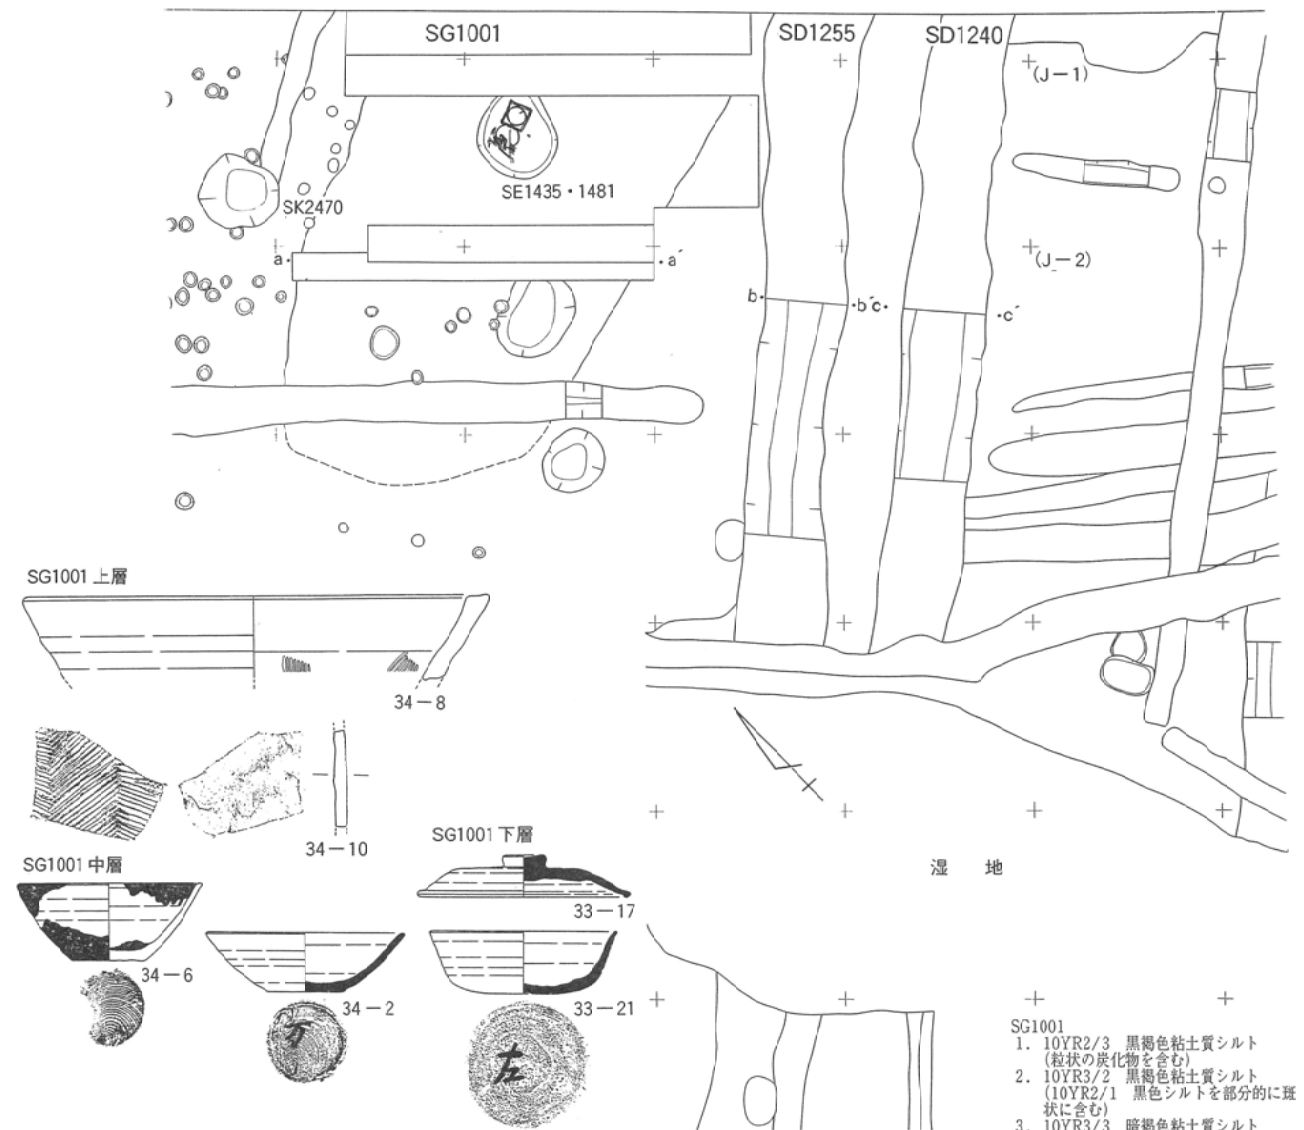 SG1001
SD1255
SD1240
(J－1)
SE1435・1481
SK2470
a・
・a´
(J－2)
b・
・b´
c・
・c´
SG1001 上層
34－8
34－10
SG1001 中層
SG1001 下層
34－6
34－2
万
33－17
33－21
左
湿　地
SG1001
1. 10YR2/3　黒褐色粘土質シルト
(粒状の炭化物を含む)
2. 10YR3/2　黒褐色粘土質シルト
(10YR2/1　黒色シルトを部分的に斑
状に含む)
3. 10YR3/3　暗褐色粘土質シルト